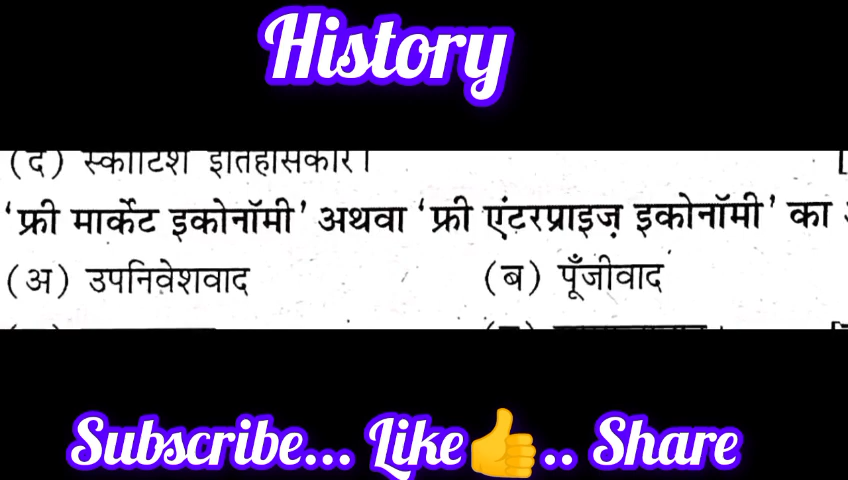 History
(द) स्कॉटिश इतिहासकार।
'फ्री मार्केट इकोनॉमी' अथवा 'फ्री एंटरप्राइज़ इकोनॉमी' का
(अ) उपनिवेशवाद (ब) पूँजीवाद
Subscribe... Like👍.. Share